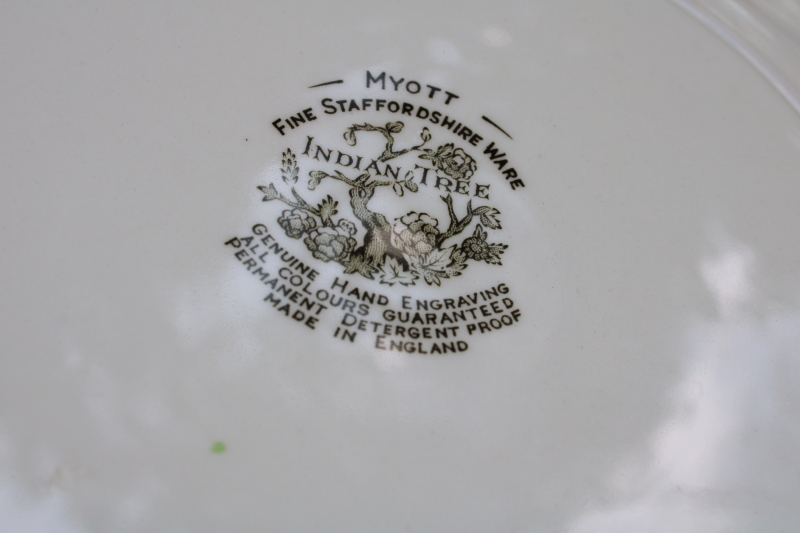 MYOTT
FINE STAFFORDSHIRE WARE
INDIAN TREE
GENUINE HAND ENGRAVING
ALL COLOURS GUARANTEED
PERMANENT DETERGENT PROOF
MADE IN ENGLAND